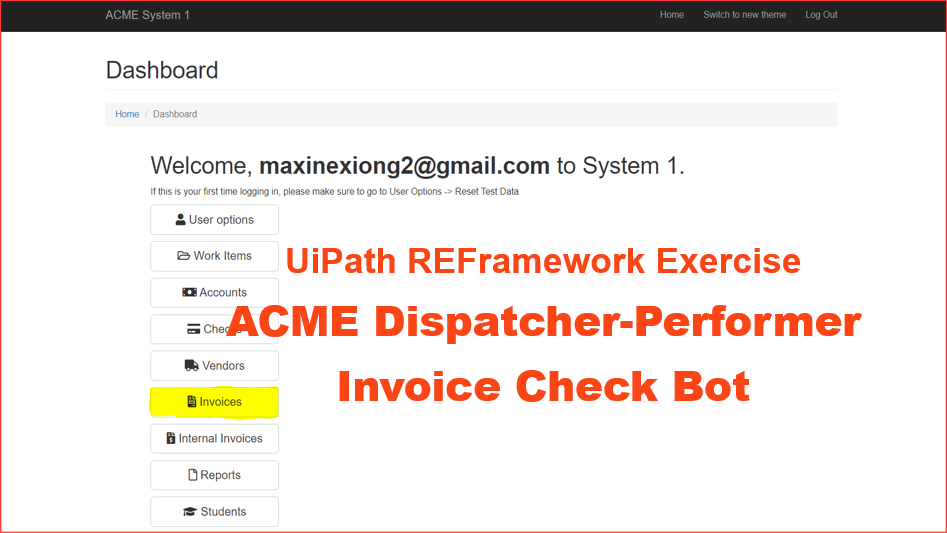 ACME System 1 Home Switch to new theme Log Out
Dashboard
Home / Dashboard
Welcome, maxinexiong2@gmail.com to System 1.
If this is your first time logging in, please make sure to go to User Options -> Reset Test Data
User options
Work Items
UiPath REFramework Exercise
Accounts
Checks
ACME Dispatcher-Performer
Vendors
Invoice Check Bot
Invoices
Internal Invoices
Reports
Students